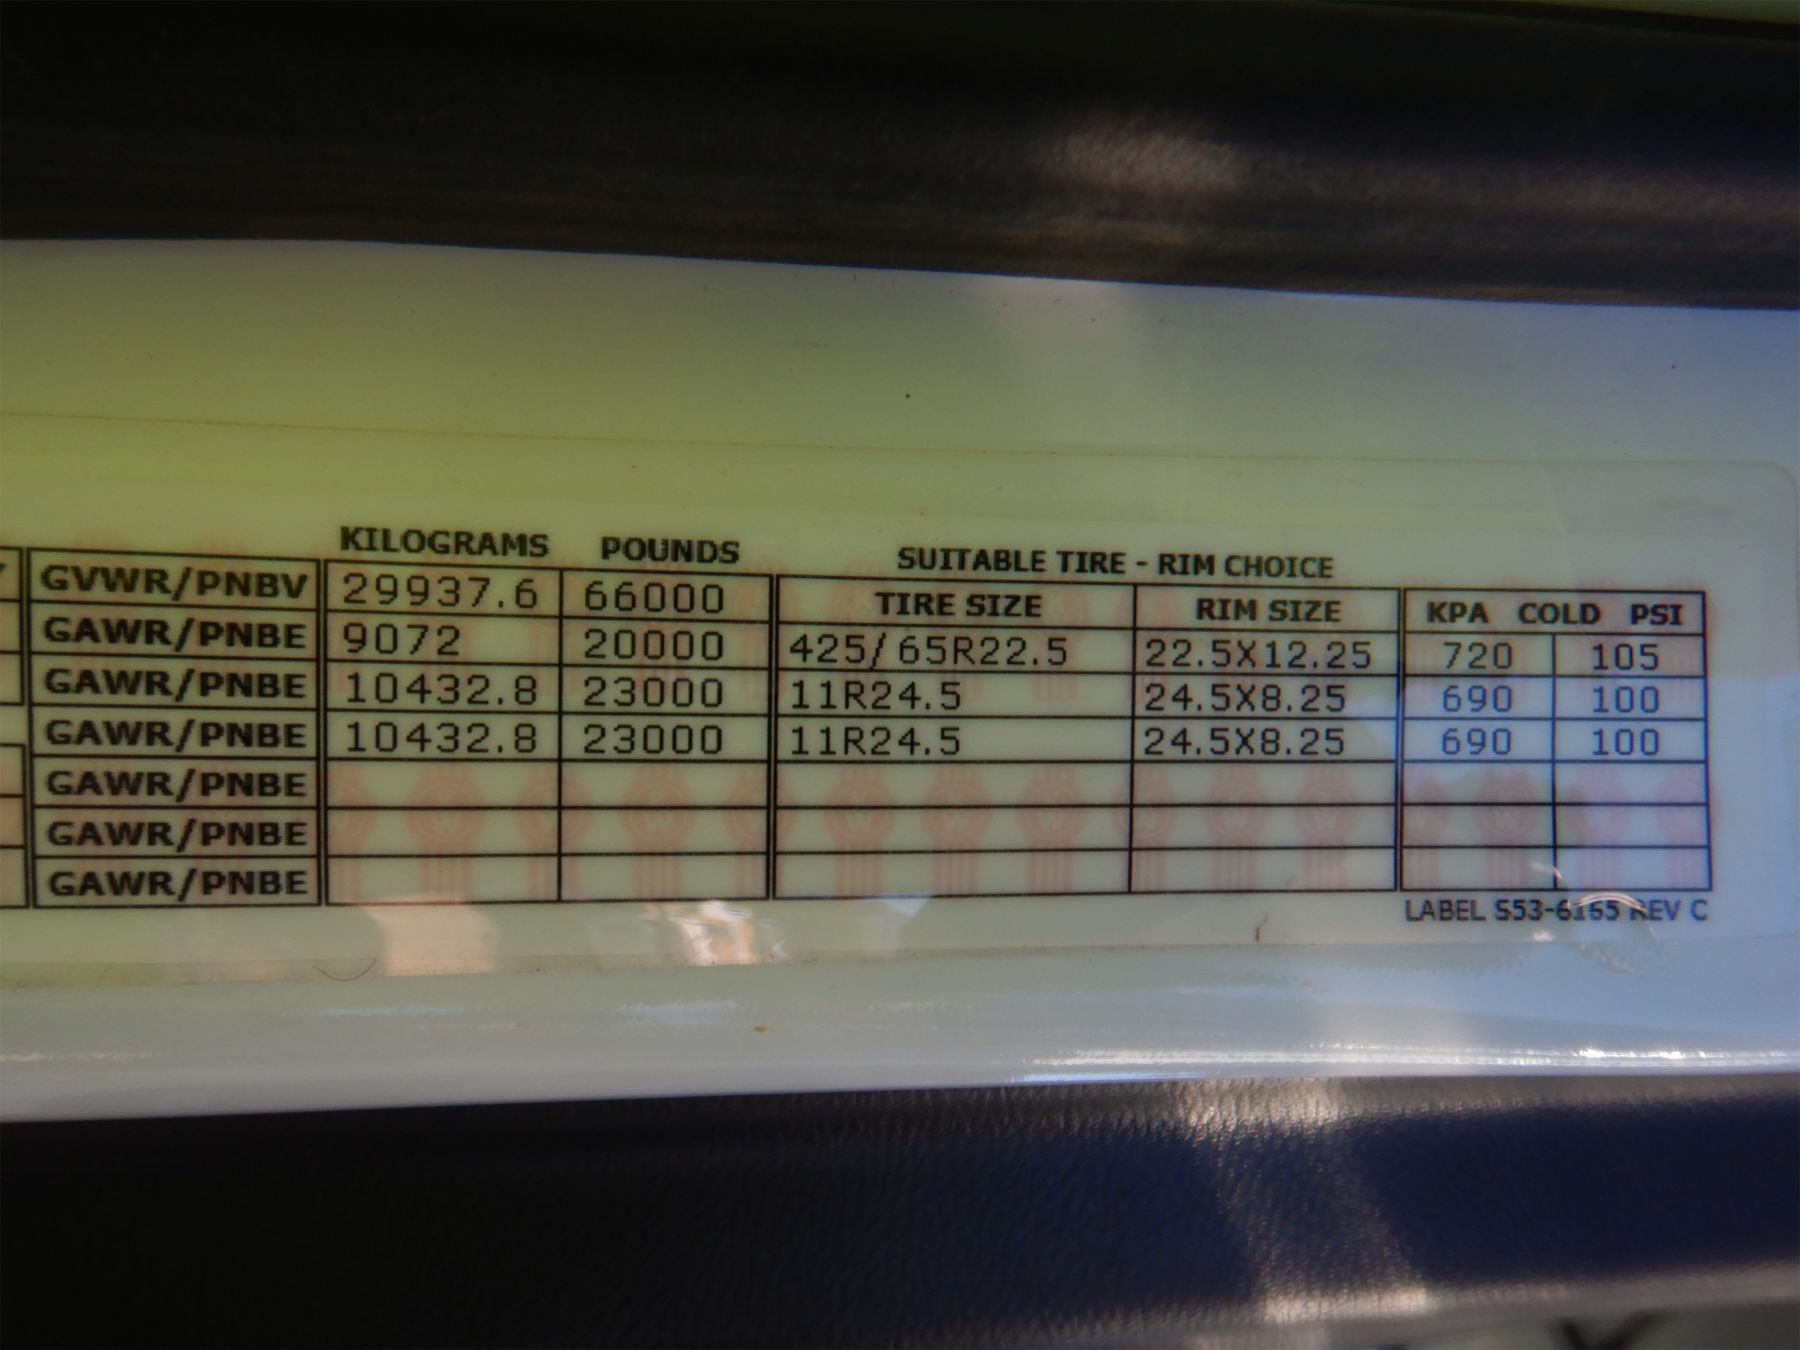 KILOGRAMS POUNDS SUITABLE TIRE - RIM CHOICE
GVWR/PNBV 29937.6 66000 TIRE SIZE RIM SIZE KPA COLD PSI
GAWR/PNBE 9072 20000 425/65R22.5 22.5X12.25 720 105
GAWR/PNBE 10432.8 23000 11R24.5 24.5X8.25 690 100
GAWR/PNBE 10432.8 23000 11R24.5 24.5X8.25 690 100
GAWR/PNBE
GAWR/PNBE
GAWR/PNBE
LABEL S53-6165 REV C